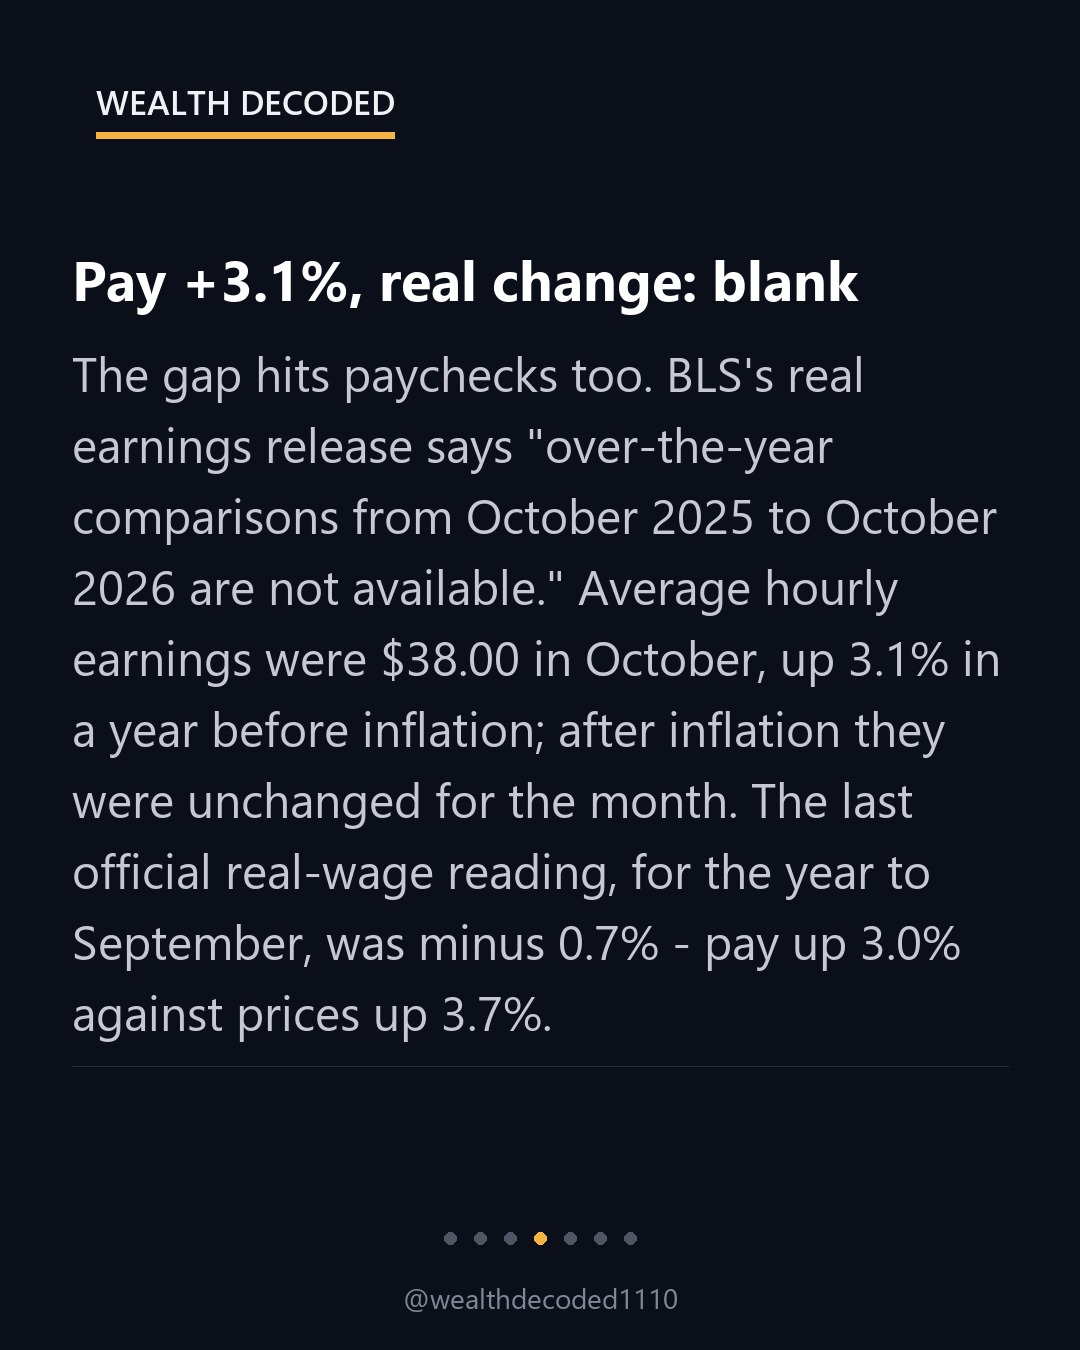 WEALTH DECODED
Pay +3.1%, real change: blank
The gap hits paychecks too. BLS's real
earnings release says "over-the-year
comparisons from October 2025 to October
2026 are not available." Average hourly
earnings were $38.00 in October, up 3.1% in
a year before inflation; after inflation they
were unchanged for the month. The last
official real-wage reading, for the year to
September, was minus 0.7% - pay up 3.0%
against prices up 3.7%.
@wealthdecoded1110